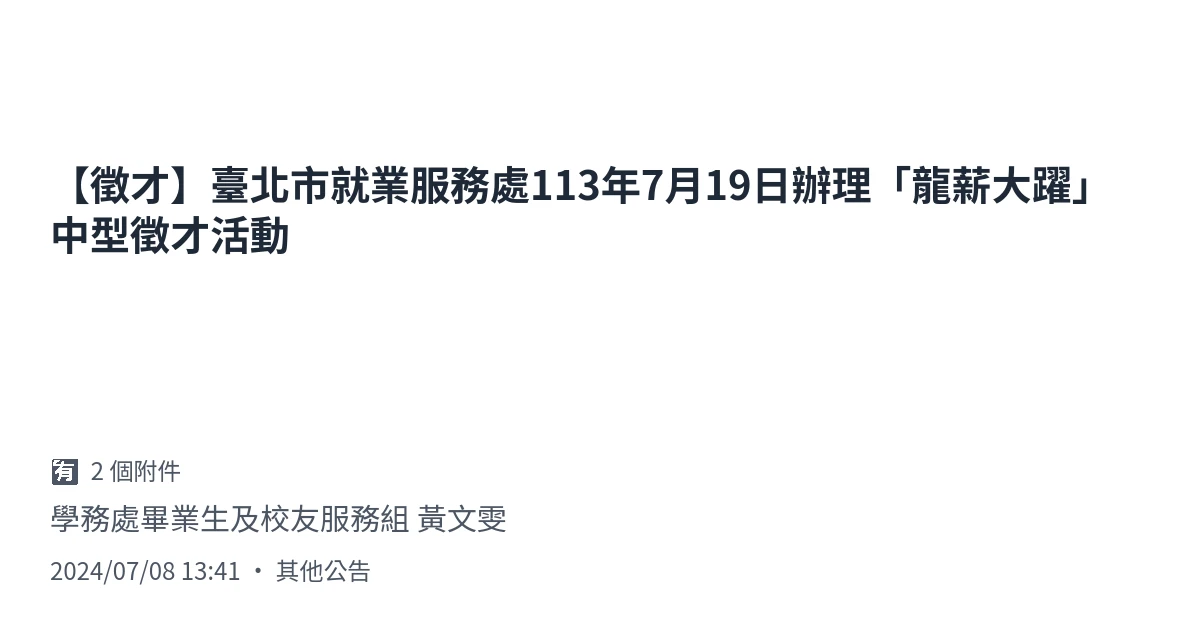 【徵才】臺北市就業服務處113年7月19日辦理「龍薪大躍」
中型徵才活動
🈶 2 個附件
學務處畢業生及校友服務組 黃文雯
2024/07/08 13:41 ・ 其他公告